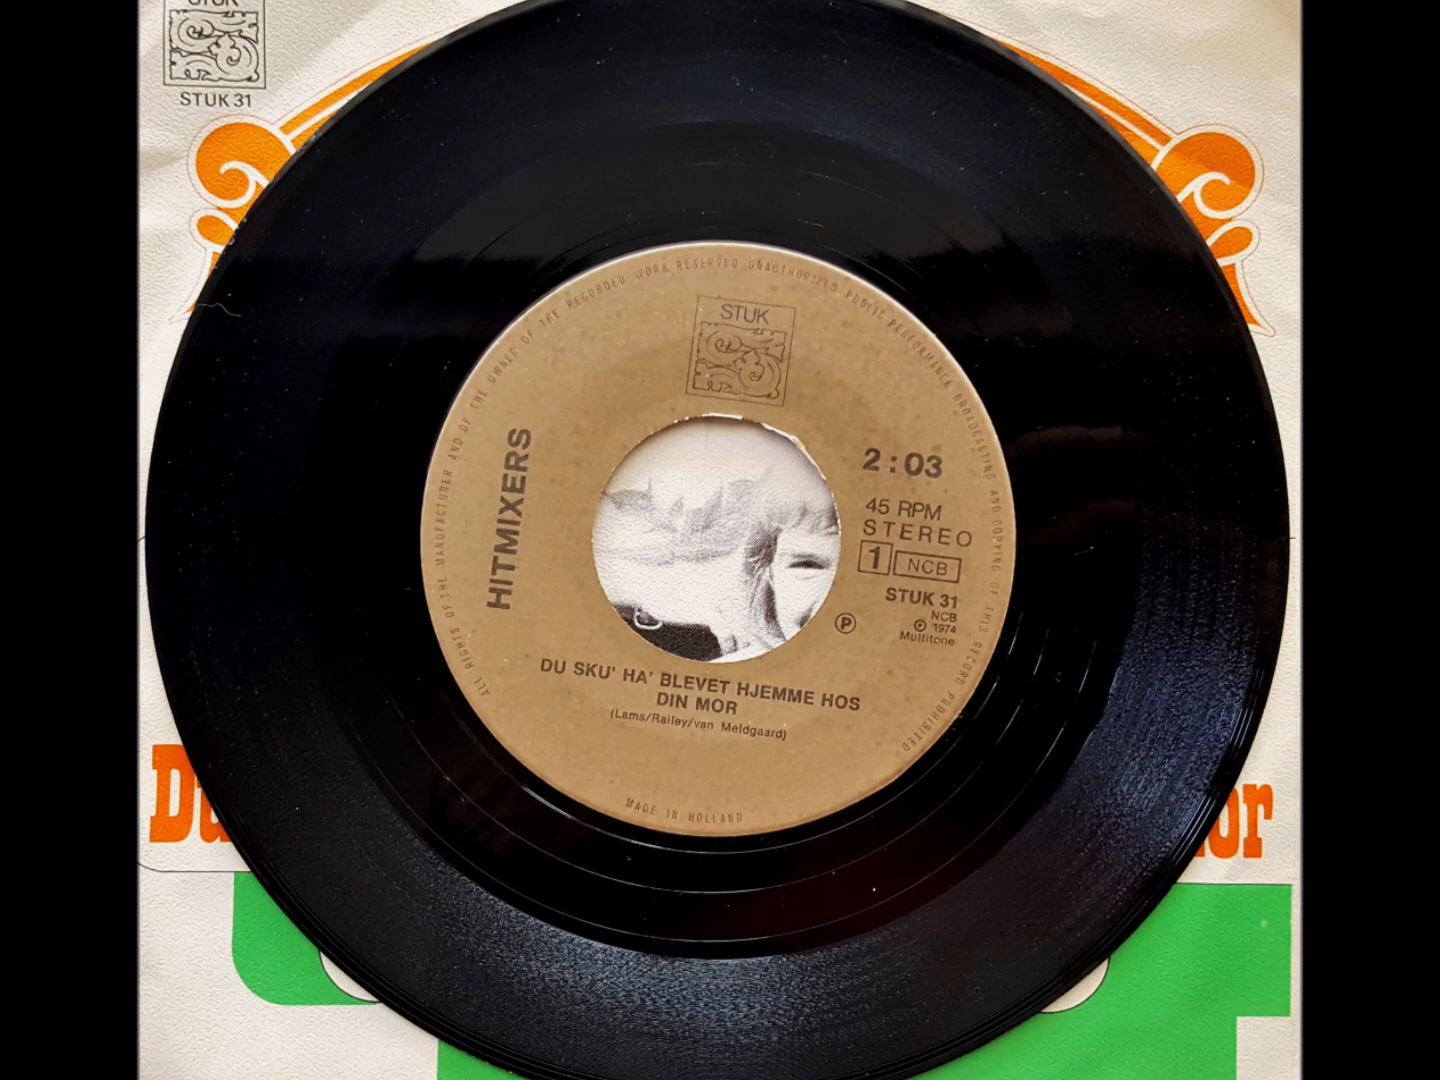 STUK
STUK 31
ALL RIGHTS OF THE MANUFACTURER AND OF THE OWNER OF THE RECORDED WORK RESERVED UNAUTHORIZED PUBLIC PERFORMANCE BROADCASTING AND COPYING OF THIS RECORD PROHIBITED
STUK
HITMIXERS
2:03
45 RPM
STEREO
1 NCB
STUK 31
NCB
℗ 1974
Multitone
℗
DU SKU' HA' BLEVET HJEMME HOS
DIN MOR
(Lams/Railey/van Meldgaard)
MADE IN HOLLAND
Du